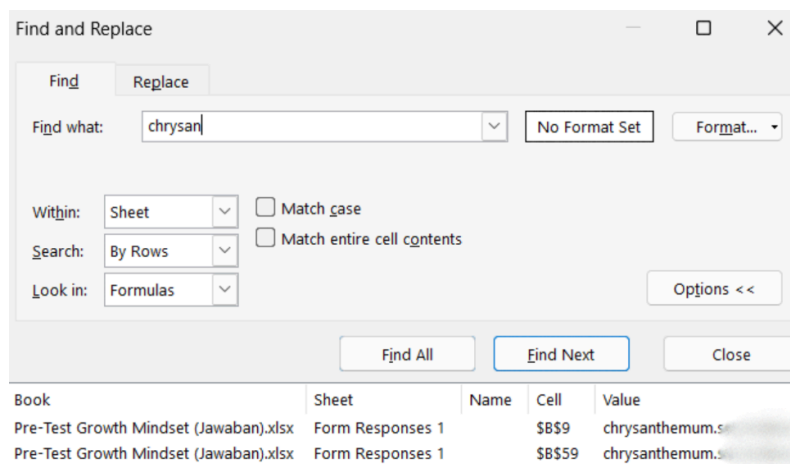 Find and Replace
Find Replace
Find what: chrysan No Format Set Format...
Within: Sheet Match case
Search: By Rows Match entire cell contents
Look in: Formulas Options <<
Find All Find Next Close
Book Sheet Name Cell Value
Pre-Test Growth Mindset (Jawaban).xlsx Form Responses 1 $B$9 chrysanthemum.
Pre-Test Growth Mindset (Jawaban).xlsx Form Responses 1 $B$59 chrysanthemum.